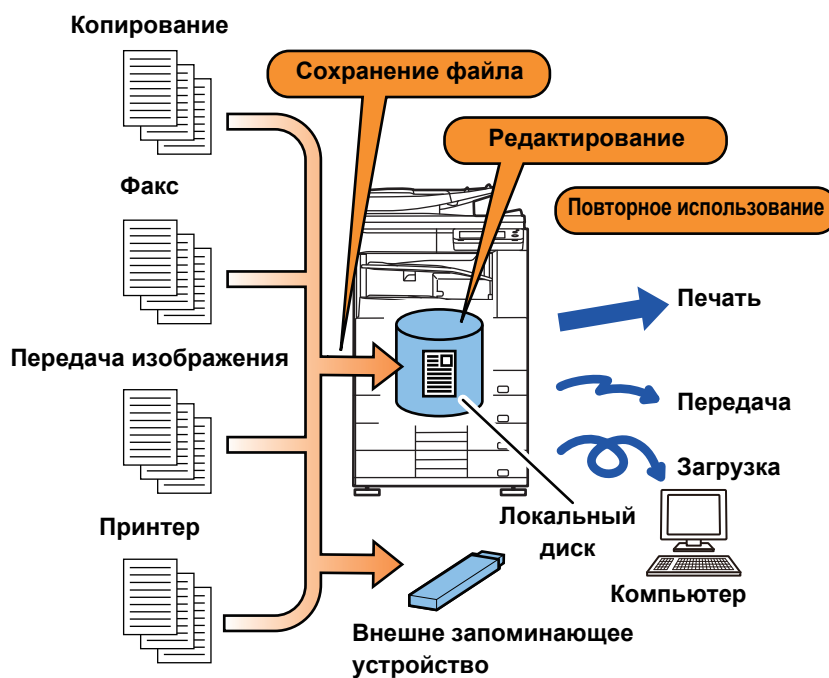 Копирование
Сохранение файла
Редактирование
Факс
Повторное использование
Печать
Передача изображения
Передача
Загрузка
Принтер
Локальный
диск
Компьютер
Внешне запоминающее
устройство